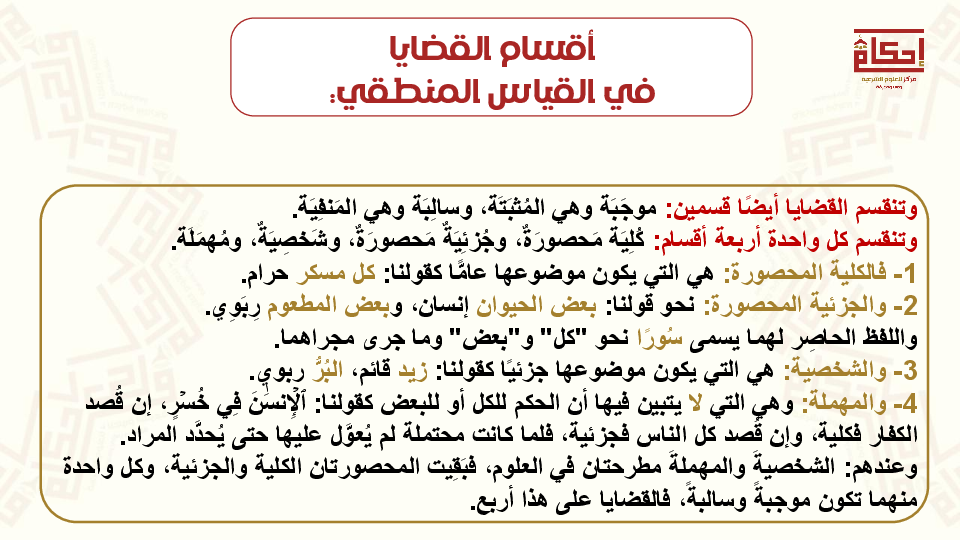 أقسام القضايا
في القياس المنطقي:
إحكام
مركز للعلوم الشرعية
وتنقسم القضايا أيضًا قسمين: موجَبَة وهي المُثبَتَة، وسالِبَة وهي المَنفِيَة.
وتنقسم كل واحدة أربعة أقسام: كُلِيَة مَحصورَةٌ، وجُزئِيَةٌ مَحصورَةٌ، وشَخصِيَةٌ، ومُهمَلَة.
1- فالكلية المحصورة: هي التي يكون موضوعها عامًّا كقولنا: كل مسكر حرام.
2- والجزئية المحصورة: نحو قولنا: بعض الحيوان إنسان، وبعض المطعوم رِبَوِي.
واللفظ الحاصِر لهما يسمى سُورًا نحو "كل" و"بعض" وما جرى مجراهما.
3- والشخصية: هي التي يكون موضوعها جزئيًا كقولنا: زيد قائم، البُرُّ ربوي.
4- والمهملة: وهي التي لا يتبين فيها أن الحكم للكل أو للبعض كقولنا: ٱلۡإِنسَٰنَ فِي خُسۡرٍ، إن قُصد
الكفار فكلية، وإن قُصد كل الناس فجزئية، فلما كانت محتملة لم يُعوَّل عليها حتى يُحدَّد المراد.
وعندهم: الشخصيةَ والمهملةَ مطرحتان في العلوم، فبَقِيت المحصورتان الكلية والجزئية، وكل واحدة
منهما تكون موجبةً وسالبةً، فالقضايا على هذا أربع.